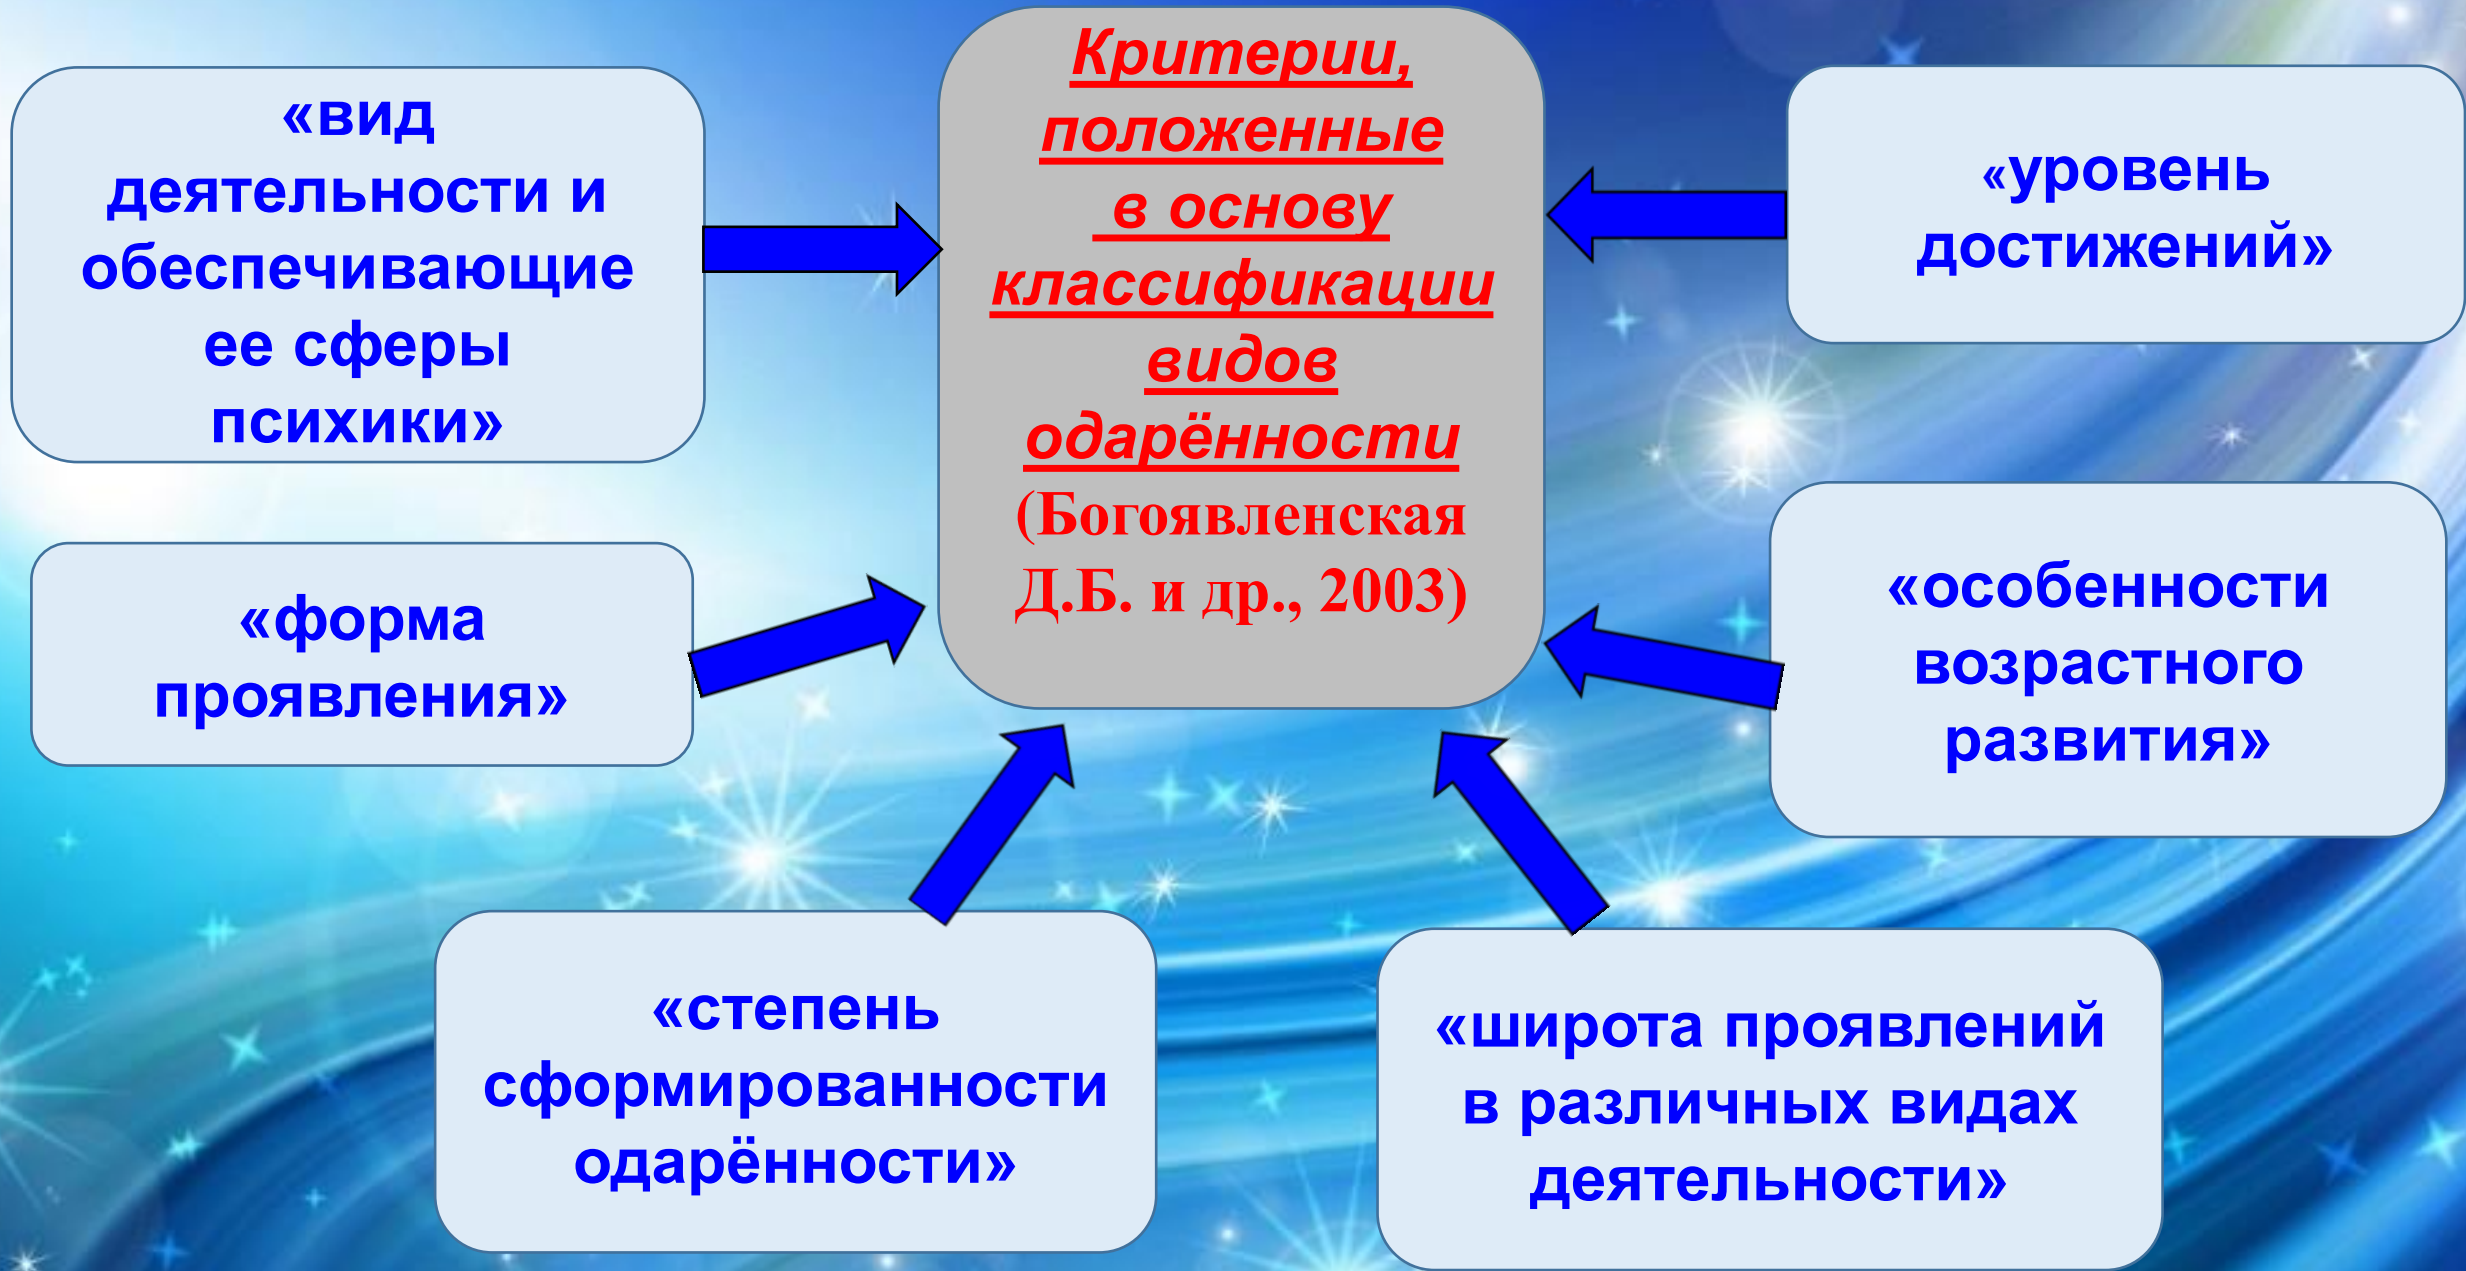 Критерии,
положенные
в основу
классификации
видов
одарённости
(Богоявленская
Д.Б. и др., 2003)
«вид
деятельности и
обеспечивающие
ее сферы
психики»
«форма
проявления»
«степень
сформированности
одарённости»
«широта проявлений
в различных видах
деятельности»
«особенности
возрастного
развития»
«уровень
достижений»